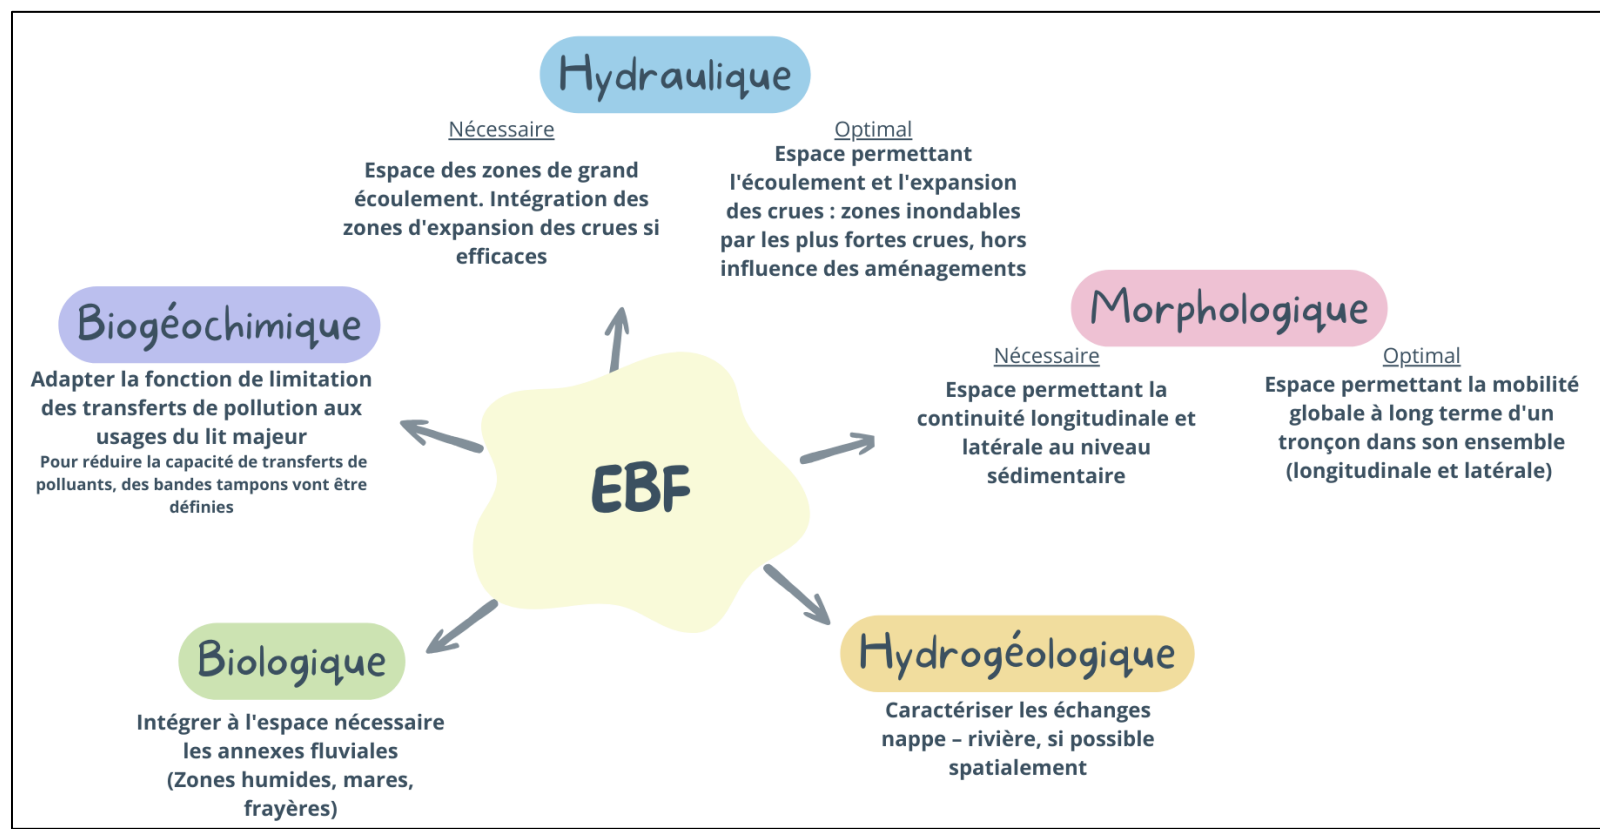 Hydraulique
Nécessaire
Espace des zones de grand
écoulement. Intégration des
zones d'expansion des crues si
efficaces
Optimal
Espace permettant
l'écoulement et l'expansion
des crues : zones inondables
par les plus fortes crues, hors
influence des aménagements
Morphologique
Nécessaire
Espace permettant la
continuité longitudinale et
latérale au niveau
sédimentaire
Optimal
Espace permettant la mobilité
globale à long terme d'un
tronçon dans son ensemble
(longitudinale et latérale)
Biogéochimique
Adapter la fonction de limitation
des transferts de pollution aux
usages du lit majeur
Pour réduire la capacité de transferts de
polluants, des bandes tampons vont être
définies
EBF
Biologique
Intégrer à l'espace nécessaire
les annexes fluviales
(Zones humides, mares,
frayères)
Hydrogéologique
Caractériser les échanges
nappe – rivière, si possible
spatialement